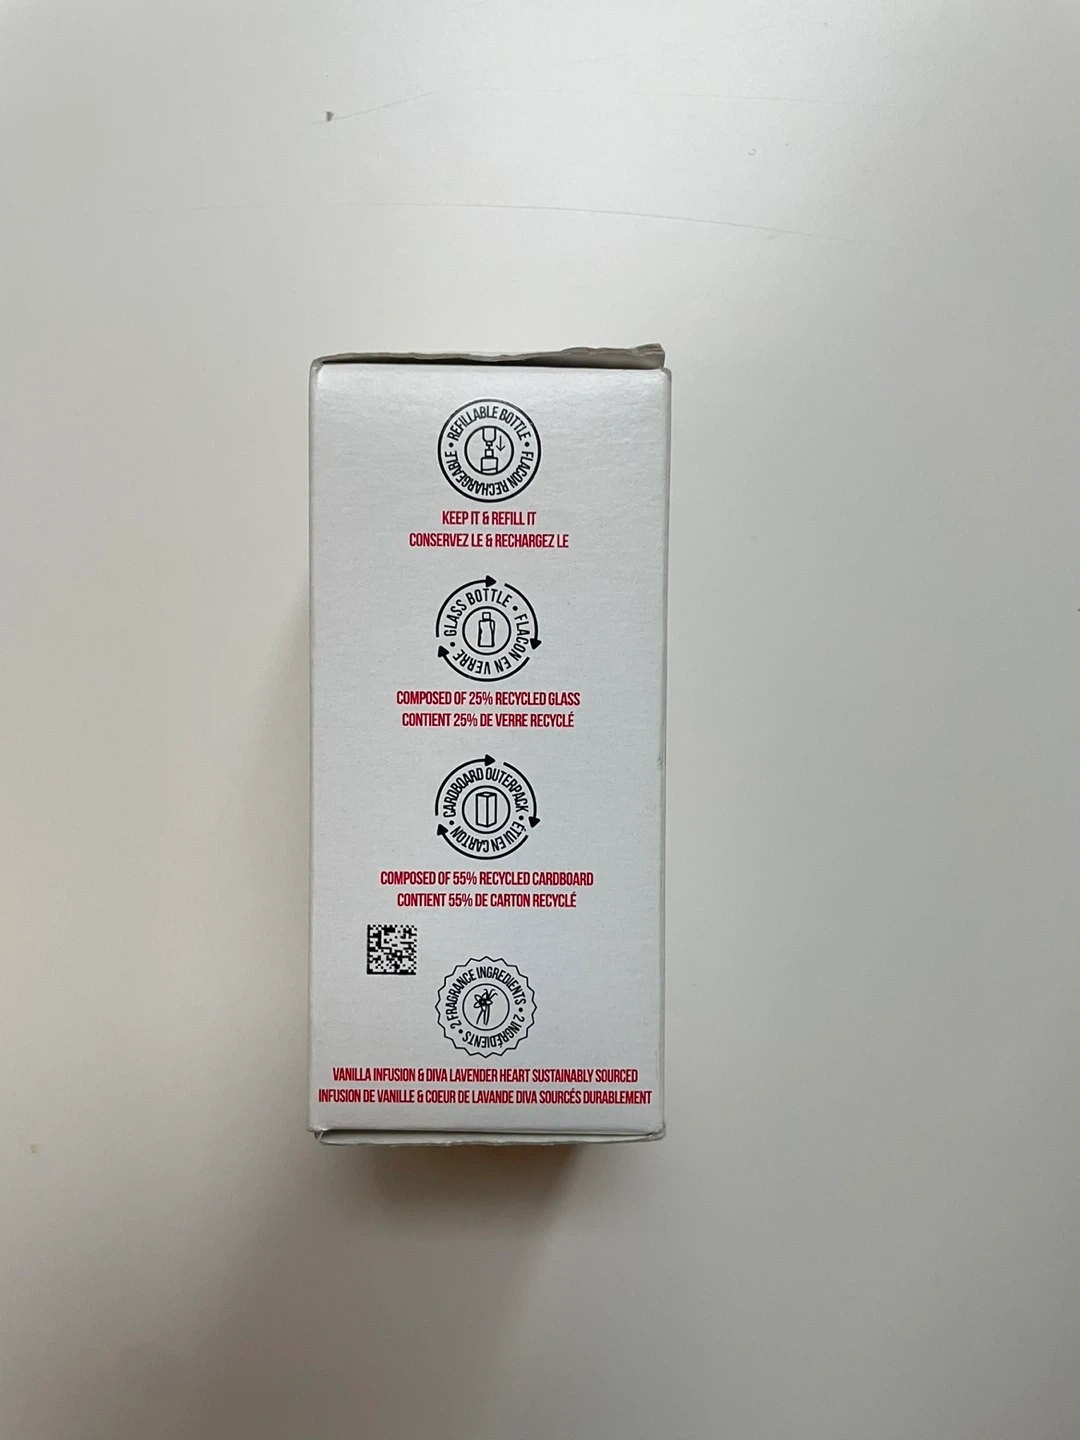 REFILLABLE BOTTLE • FLACON RECHARGEABLE •
KEEP IT & REFILL IT
CONSERVEZ LE & RECHARGEZ LE
GLASS BOTTLE • FLACON EN VERRE •
COMPOSED OF 25% RECYCLED GLASS
CONTIENT 25% DE VERRE RECYCLÉ
CARDBOARD OUTERPACK • ÉTUI EN CARTON •
COMPOSED OF 55% RECYCLED CARDBOARD
CONTIENT 55% DE CARTON RECYCLÉ
2 FRAGRANCE INGREDIENTS • 2 INGRÉDIENTS •
VANILLA INFUSION & DIVA LAVENDER HEART SUSTAINABLY SOURCED
INFUSION DE VANILLE & COEUR DE LAVANDE DIVA SOURCÉS DURABLEMENT